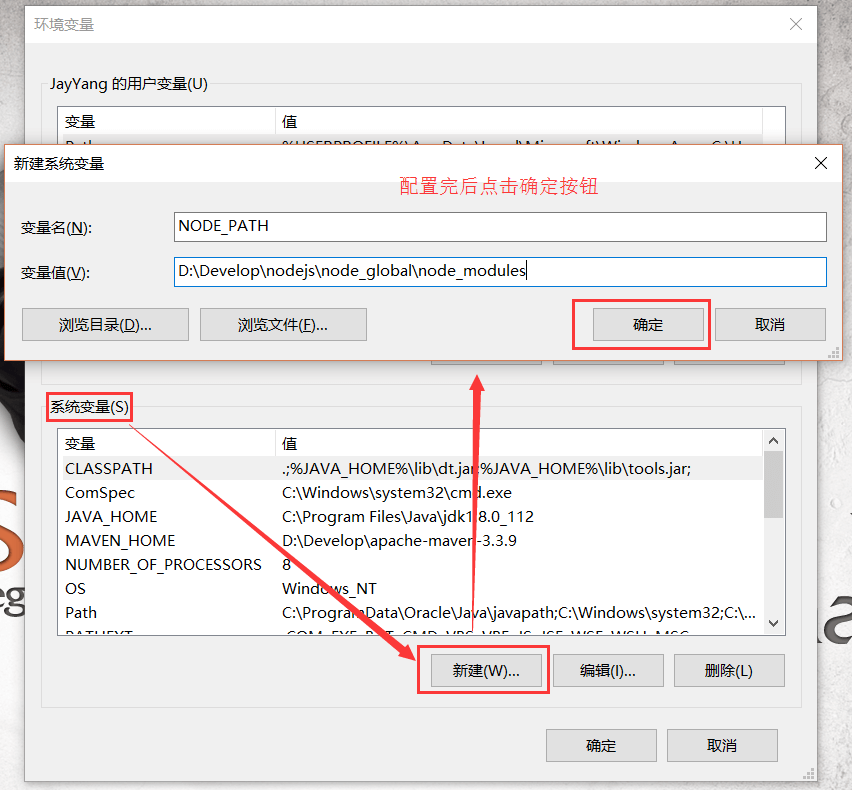 环境变量
JayYang 的用户变量(U)
变量 值
新建系统变量
配置完后点击确定按钮
变量名(N): NODE_PATH
变量值(V): D:\Develop\nodejs\node_global\node_modules
浏览目录(D)... 浏览文件(F)... 确定 取消
系统变量(S)
变量 值
CLASSPATH .;%JAVA_HOME%\lib\dt.jar;%JAVA_HOME%\lib\tools.jar;
ComSpec C:\Windows\system32\cmd.exe
JAVA_HOME C:\Program Files\Java\jdk1.8.0_112
MAVEN_HOME D:\Develop\apache-maven-3.3.9
NUMBER_OF_PROCESSORS 8
OS Windows_NT
Path C:\ProgramData\Oracle\Java\javapath;C:\Windows\system32;C:\...
新建(W)... 编辑(I)... 删除(L)
确定 取消